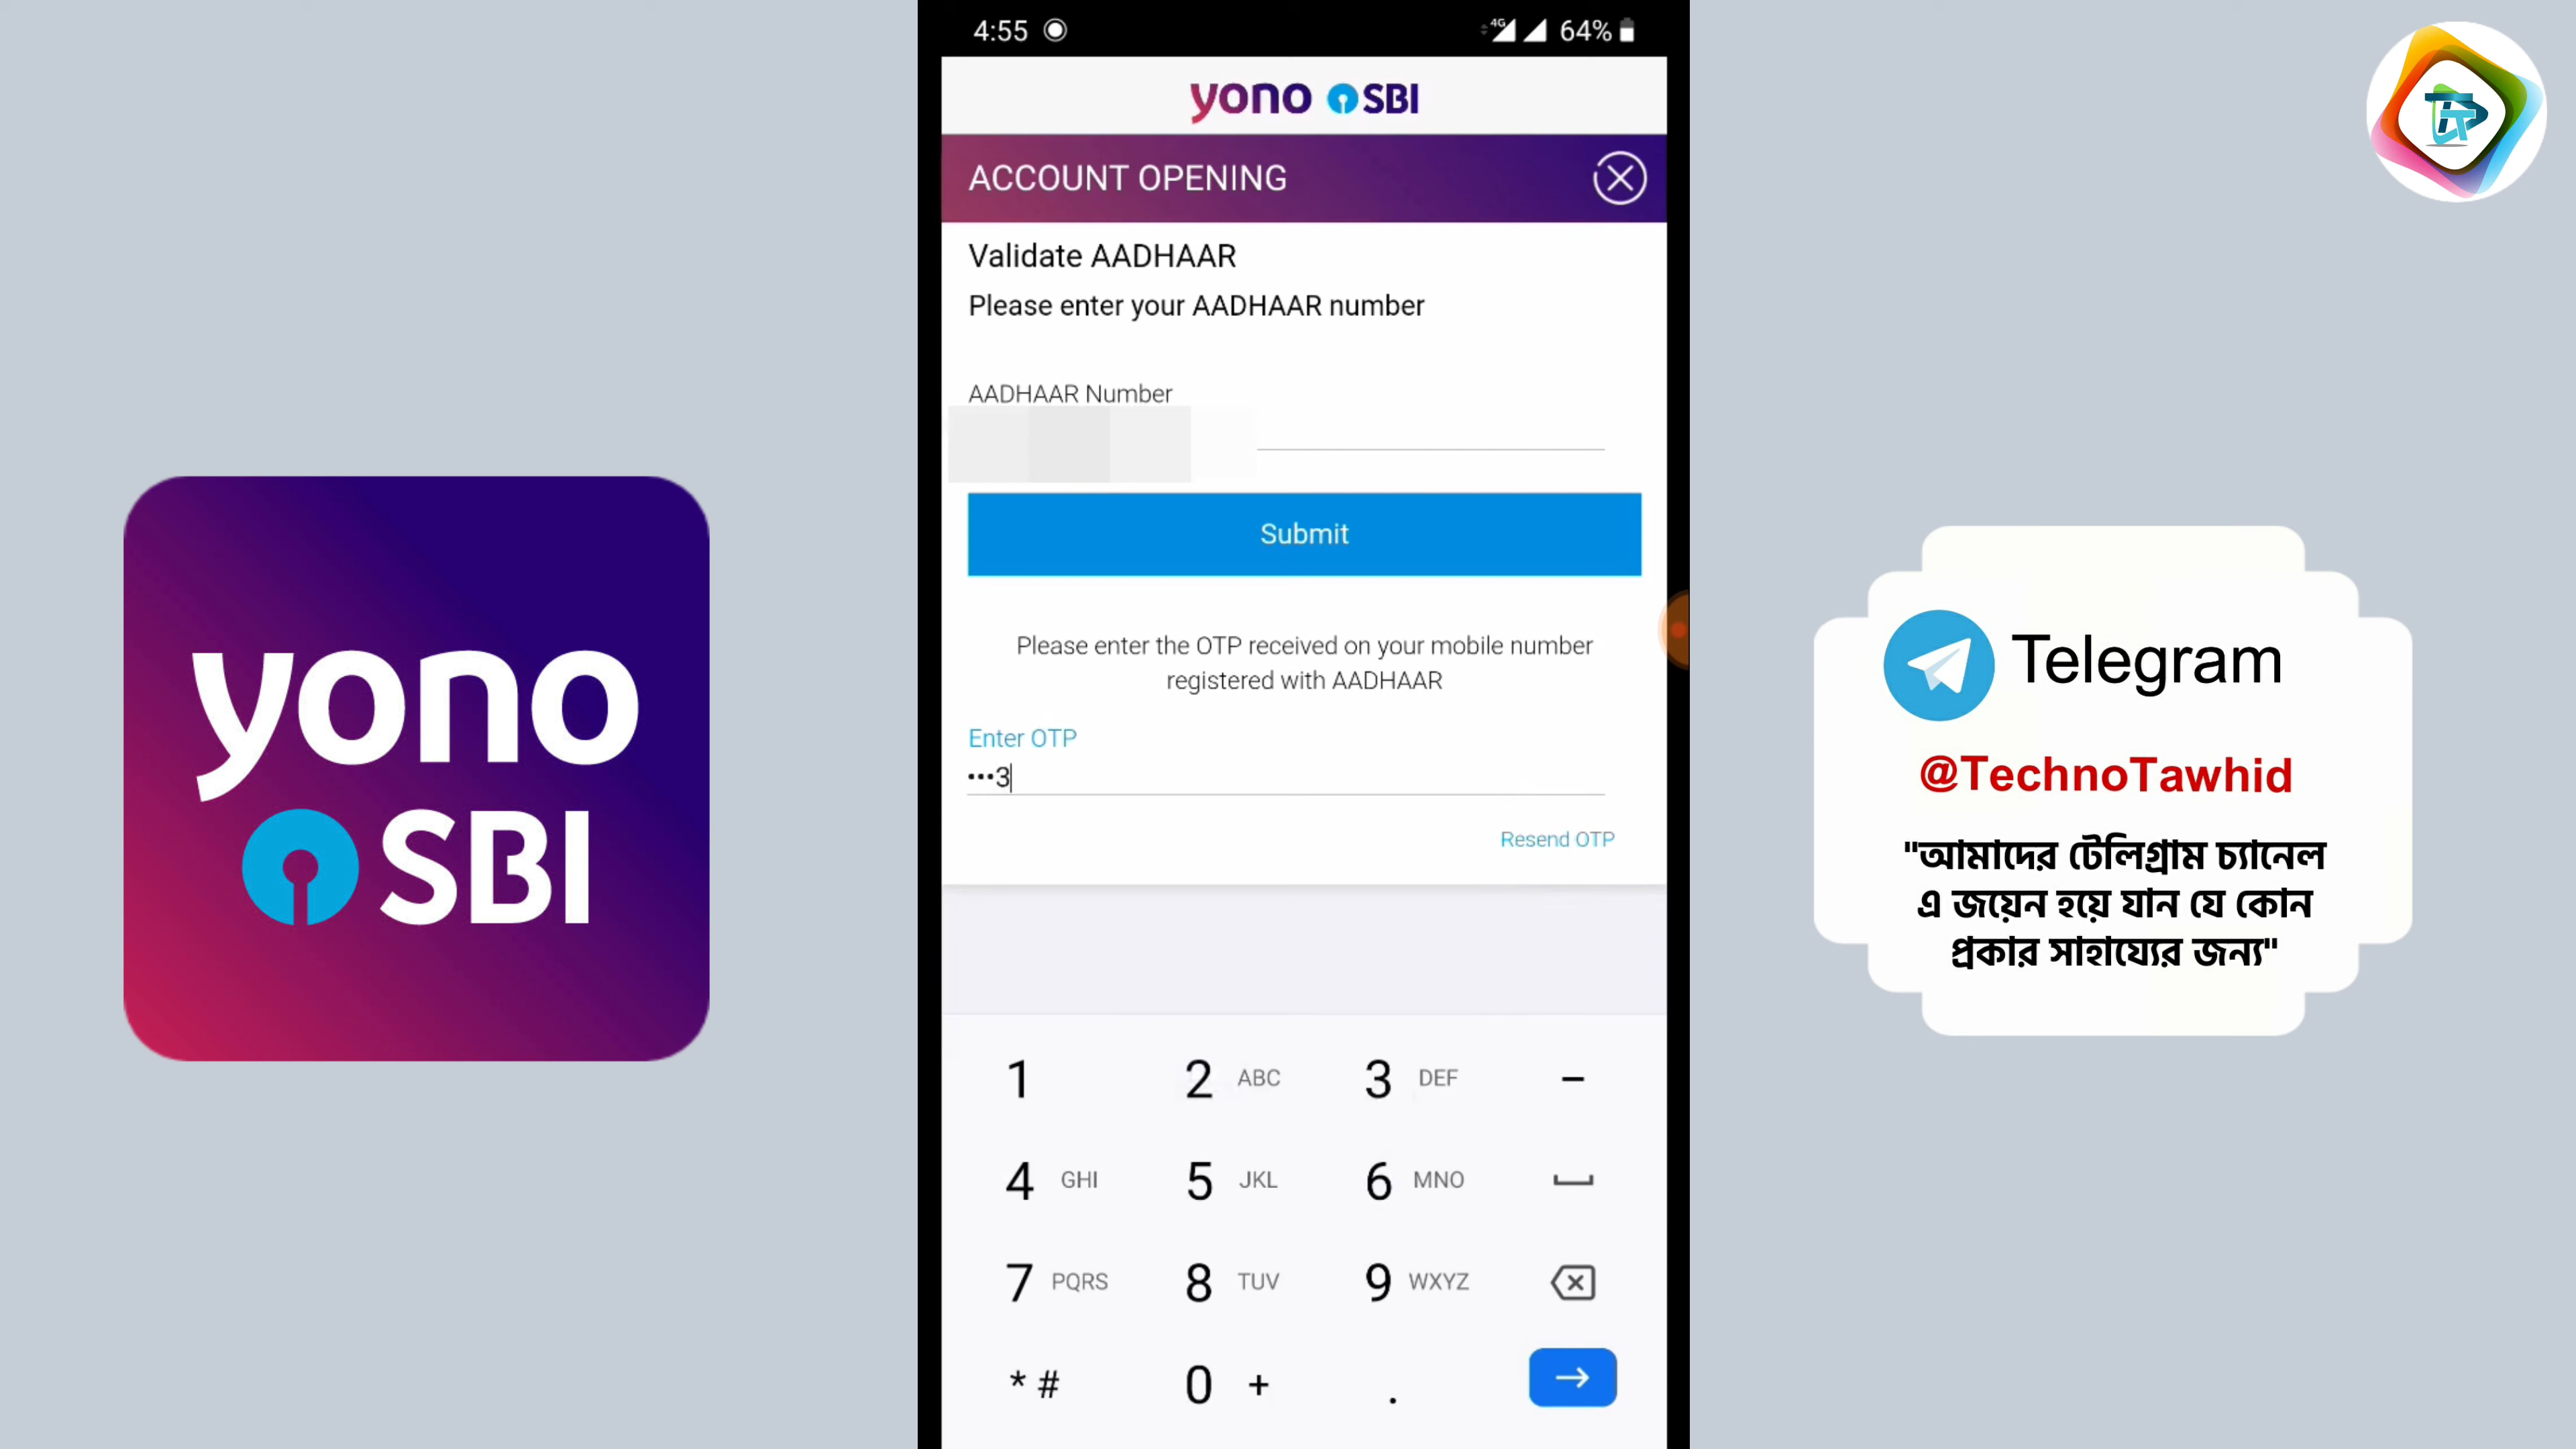 4:55
4G
64%
yono SBI
ACCOUNT OPENING
Validate AADHAAR
Please enter your AADHAAR number
AADHAAR Number
Submit
Please enter the OTP received on your mobile number
registered with AADHAAR
Enter OTP
•••3
Resend OTP
1
2 ABC
3 DEF
–
4 GHI
5 JKL
6 MNO
7 PQRS
8 TUV
9 WXYZ
* #
0 +
.
yono
SBI
Telegram
@TechnoTawhid
"আমাদের টেলিগ্রাম চ্যানেল
এ জয়েন হয়ে যান যে কোন
প্রকার সাহায্যের জন্য"